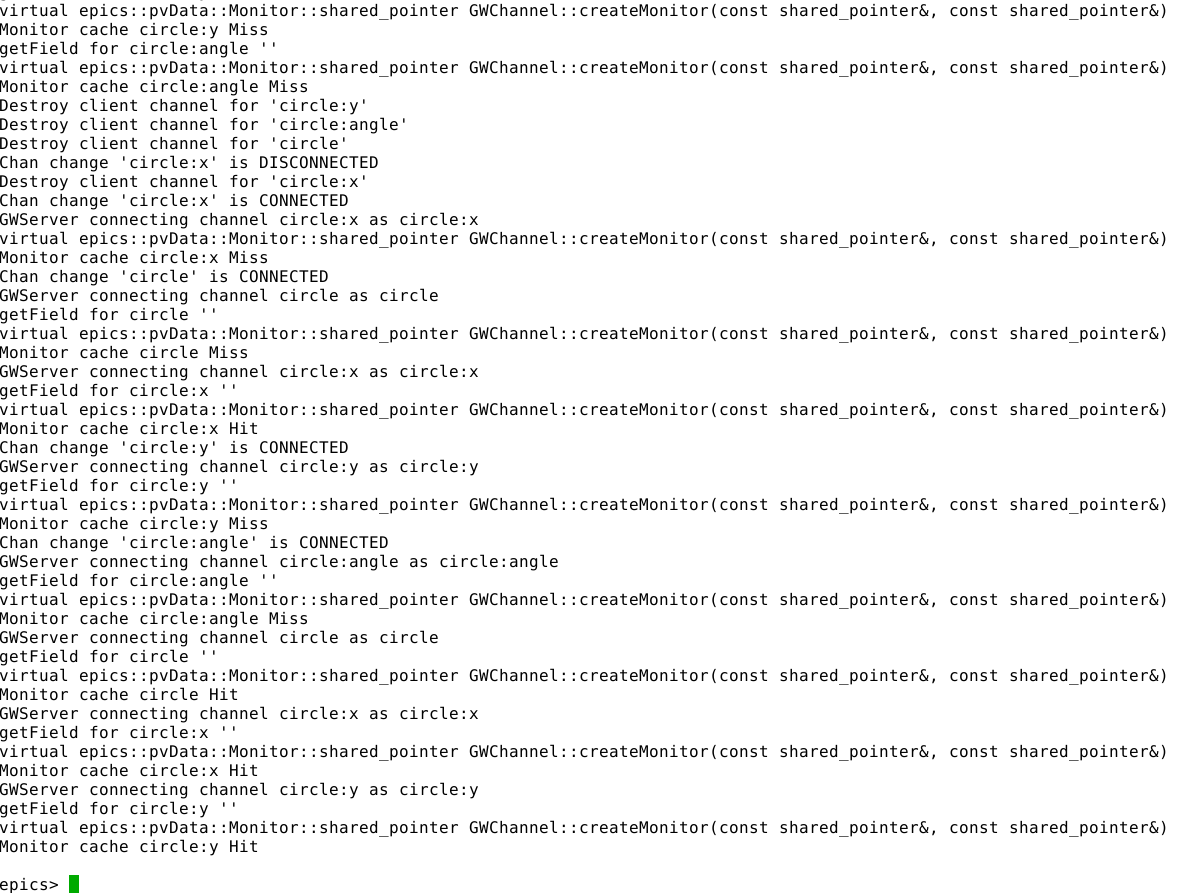 virtual epics::pvData::Monitor::shared_pointer GWChannel::createMonitor(const shared_pointer&, const shared_pointer&)
Monitor cache circle:y Miss
getField for circle:angle ''
virtual epics::pvData::Monitor::shared_pointer GWChannel::createMonitor(const shared_pointer&, const shared_pointer&)
Monitor cache circle:angle Miss
Destroy client channel for 'circle:y'
Destroy client channel for 'circle:angle'
Destroy client channel for 'circle'
Chan change 'circle:x' is DISCONNECTED
Destroy client channel for 'circle:x'
Chan change 'circle:x' is CONNECTED
GWServer connecting channel circle:x as circle:x
virtual epics::pvData::Monitor::shared_pointer GWChannel::createMonitor(const shared_pointer&, const shared_pointer&)
Monitor cache circle:x Miss
Chan change 'circle' is CONNECTED
GWServer connecting channel circle as circle
getField for circle ''
virtual epics::pvData::Monitor::shared_pointer GWChannel::createMonitor(const shared_pointer&, const shared_pointer&)
Monitor cache circle Miss
GWServer connecting channel circle:x as circle:x
getField for circle:x ''
virtual epics::pvData::Monitor::shared_pointer GWChannel::createMonitor(const shared_pointer&, const shared_pointer&)
Monitor cache circle:x Hit
Chan change 'circle:y' is CONNECTED
GWServer connecting channel circle:y as circle:y
getField for circle:y ''
virtual epics::pvData::Monitor::shared_pointer GWChannel::createMonitor(const shared_pointer&, const shared_pointer&)
Monitor cache circle:y Miss
Chan change 'circle:angle' is CONNECTED
GWServer connecting channel circle:angle as circle:angle
getField for circle:angle ''
virtual epics::pvData::Monitor::shared_pointer GWChannel::createMonitor(const shared_pointer&, const shared_pointer&)
Monitor cache circle:angle Miss
GWServer connecting channel circle as circle
getField for circle ''
virtual epics::pvData::Monitor::shared_pointer GWChannel::createMonitor(const shared_pointer&, const shared_pointer&)
Monitor cache circle Hit
GWServer connecting channel circle:x as circle:x
getField for circle:x ''
virtual epics::pvData::Monitor::shared_pointer GWChannel::createMonitor(const shared_pointer&, const shared_pointer&)
Monitor cache circle:x Hit
GWServer connecting channel circle:y as circle:y
getField for circle:y ''
virtual epics::pvData::Monitor::shared_pointer GWChannel::createMonitor(const shared_pointer&, const shared_pointer&)
Monitor cache circle:y Hit
epics>